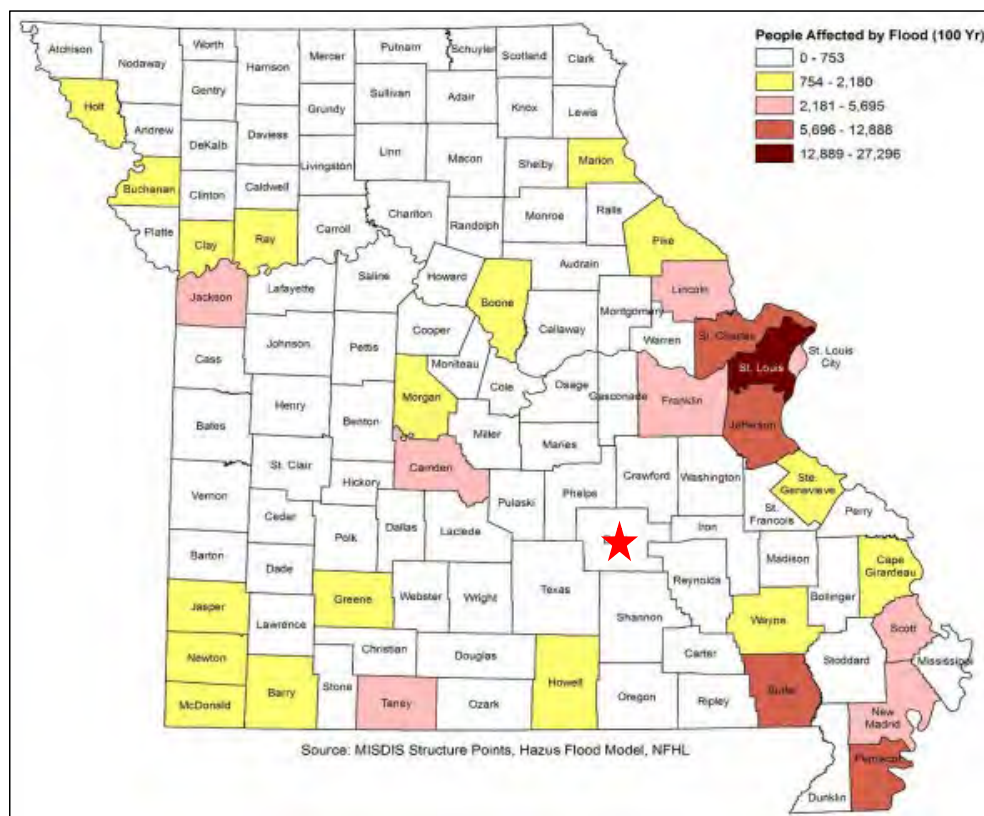 People Affected by Flood (100 Yr)
0 - 753
754 - 2,180
2,181 - 5,695
5,696 - 12,888
12,889 - 27,296
Atchison
Nodaway
Worth
Harrison
Mercer
Putnam
Schuyler
Scotland
Clark
Gentry
Holt
Andrew
DeKalb
Daviess
Grundy
Sullivan
Adair
Knox
Lewis
Buchanan
Clinton
Caldwell
Livingston
Linn
Macon
Shelby
Marion
Platte
Clay
Ray
Carroll
Chariton
Randolph
Monroe
Ralls
Pike
Audrain
Jackson
Lafayette
Saline
Howard
Boone
Callaway
Montgomery
Lincoln
Warren
St. Charles
St. Louis
St. Louis
City
Cass
Johnson
Pettis
Cooper
Moniteau
Cole
Osage
Gasconade
Franklin
Jefferson
Bates
Henry
Benton
Morgan
Miller
Maries
Camden
St. Clair
Hickory
Pulaski
Phelps
Crawford
Washington
Ste.
Genevieve
St.
Francois
Perry
Vernon
Cedar
Polk
Dallas
Laclede
Iron
Madison
Cape
Girardeau
Bollinger
Barton
Dade
Greene
Webster
Wright
Texas
Reynolds
Shannon
Wayne
Scott
Jasper
Lawrence
Christian
Douglas
Howell
Carter
Stoddard
Mississippi
Newton
McDonald
Barry
Stone
Taney
Ozark
Oregon
Ripley
Butler
New
Madrid
Pemiscot
Dunklin
Source: MISDIS Structure Points, Hazus Flood Model, NFHL